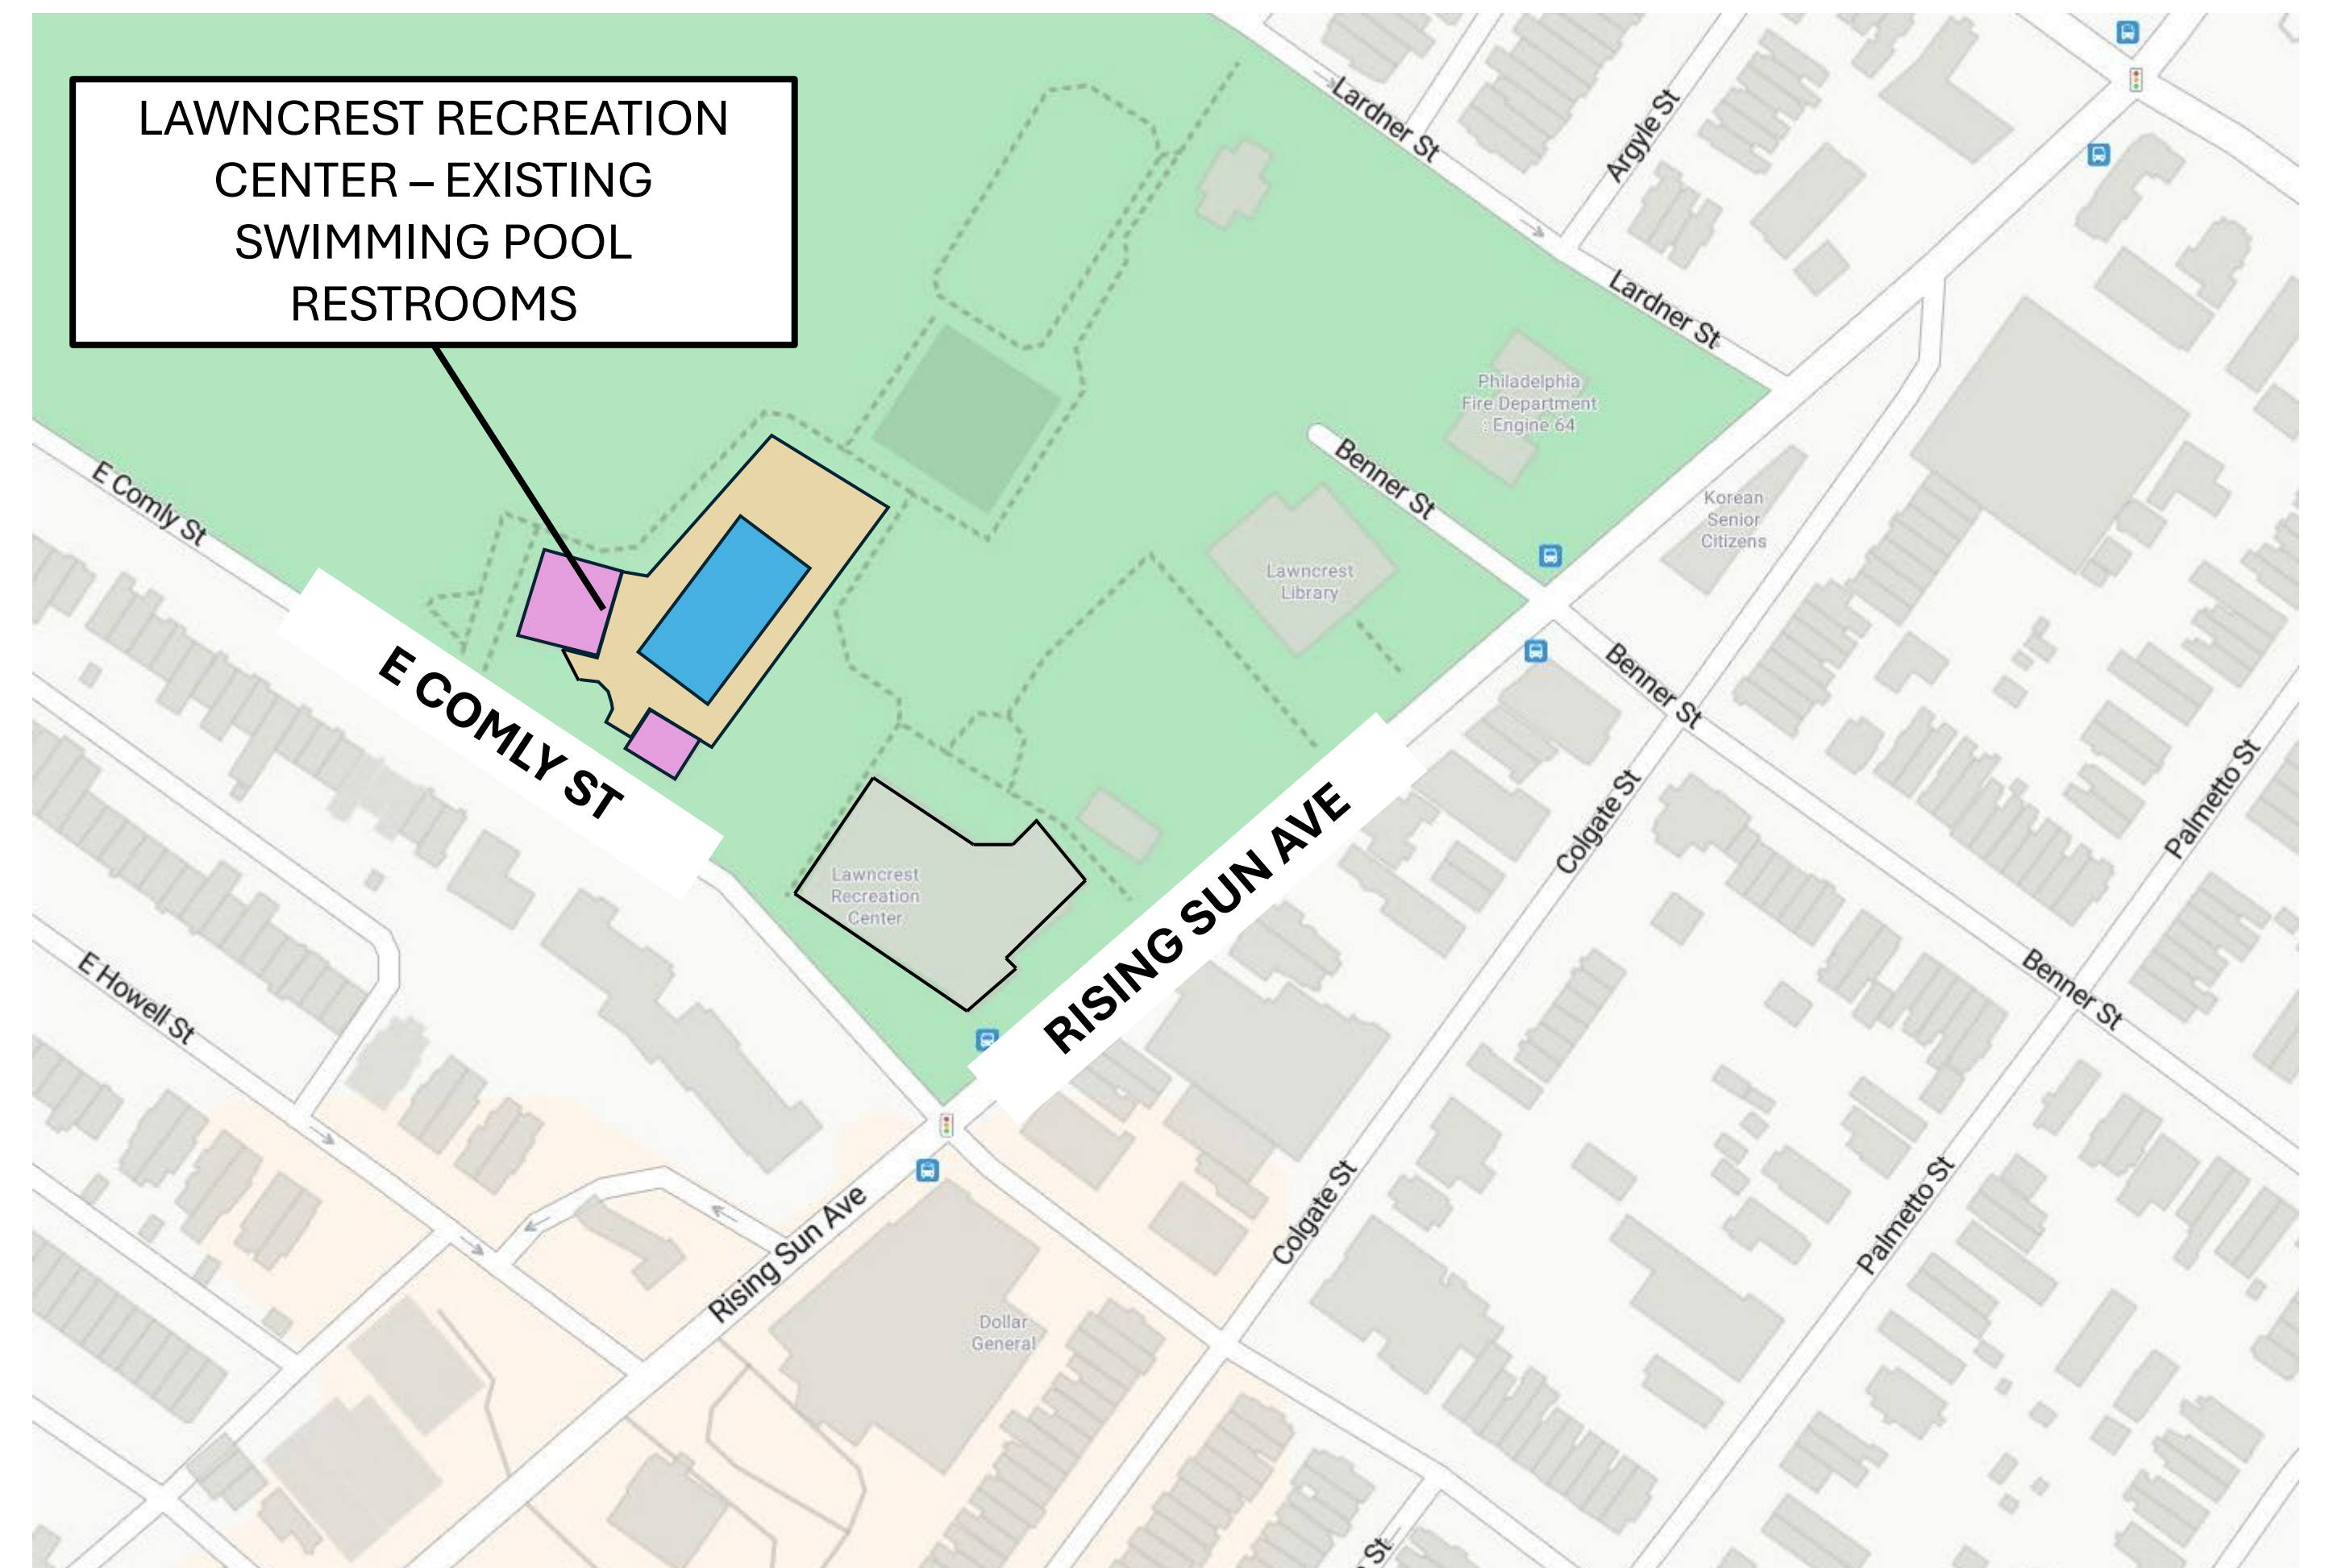 LAWNCREST RECREATION
CENTER – EXISTING
SWIMMING POOL
RESTROOMS
Lardner St
Argyle St
Lardner St
Philadelphia
Fire Department
: Engine 64
Benner St
Korean
Senior
Citizens
E Comly St
Lawncrest
Library
Benner St
E COMLY ST
RISING SUN AVE
Colgate St
Palmetto St
Lawncrest
Recreation
Center
E Howell St
Benner St
Rising Sun Ave
Colgate St
Palmetto St
Dollar
General
St